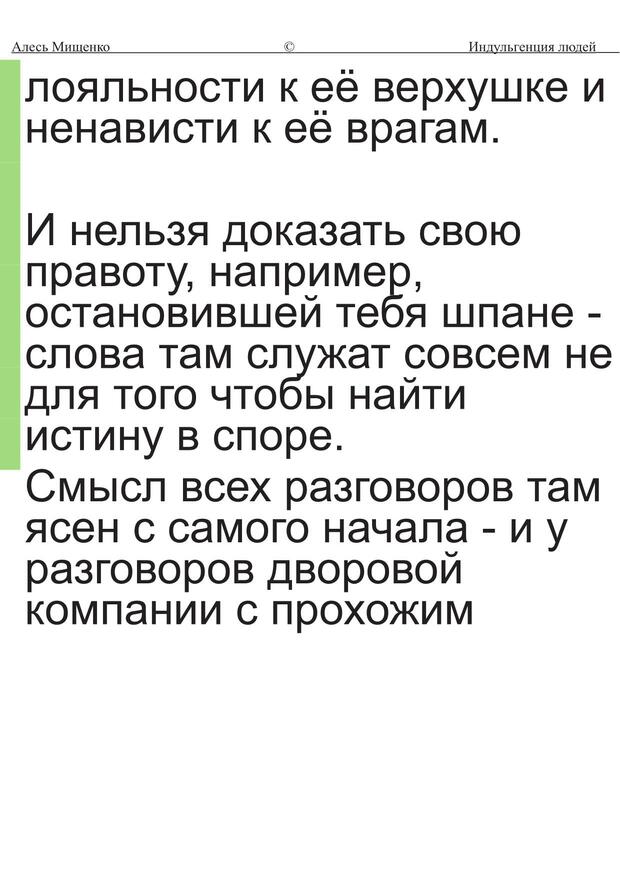 Алесь Мищенко © Индульгенция людей
лояльности к её верхушке и
ненависти к её врагам.
И нельзя доказать свою
правоту, например,
остановившей тебя шпане -
слова там служат совсем не
для того чтобы найти
истину в споре.
Смысл всех разговоров там
ясен с самого начала - и у
разговоров дворовой
компании с прохожим